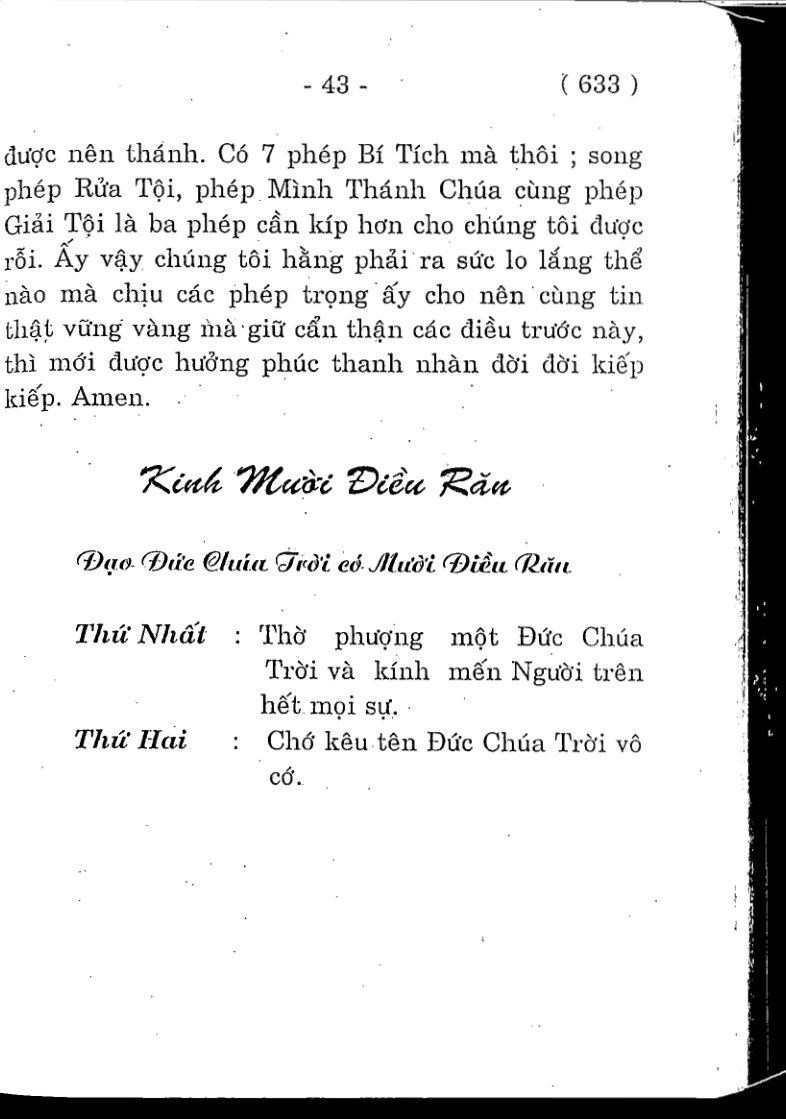 - 43 - ( 633 )
được nên thánh. Có 7 phép Bí Tích mà thôi ; song
phép Rửa Tội, phép Mình Thánh Chúa cùng phép
Giải Tội là ba phép cần kíp hơn cho chúng tôi được
rỗi. Ấy vậy chúng tôi hằng phải ra sức lo lắng thể
nào mà chịu các phép trọng ấy cho nên cùng tin
thật vững vàng mà giữ cẩn thận các điều trước này,
thì mới được hưởng phúc thanh nhàn đời đời kiếp
kiếp. Amen.
Kinh Mười Điều Răn
Đạo Đức Chúa Trời có Mười Điều Răn
Thứ Nhất : Thờ phượng một Đức Chúa
Trời và kính mến Người trên
hết mọi sự.
Thứ Hai : Chớ kêu tên Đức Chúa Trời vô
cớ.